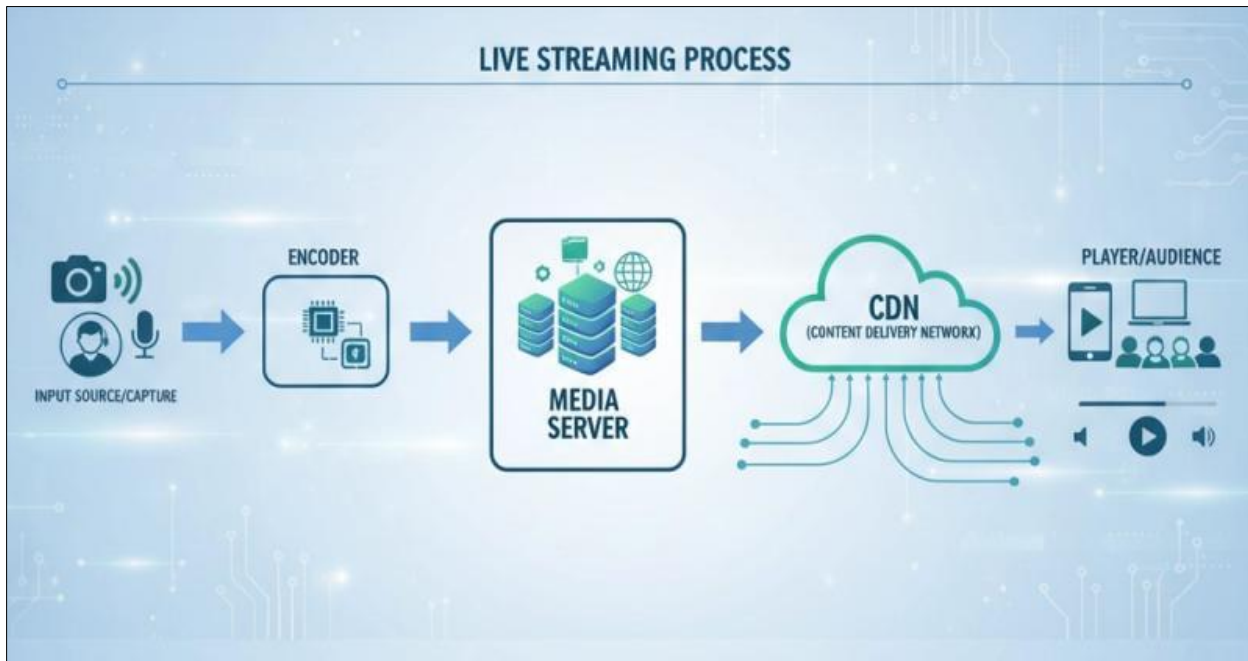 LIVE STREAMING PROCESS
INPUT SOURCE/CAPTURE
ENCODER
MEDIA
SERVER
CDN
(CONTENT DELIVERY NETWORX)
PLAYER/AUDIENCE